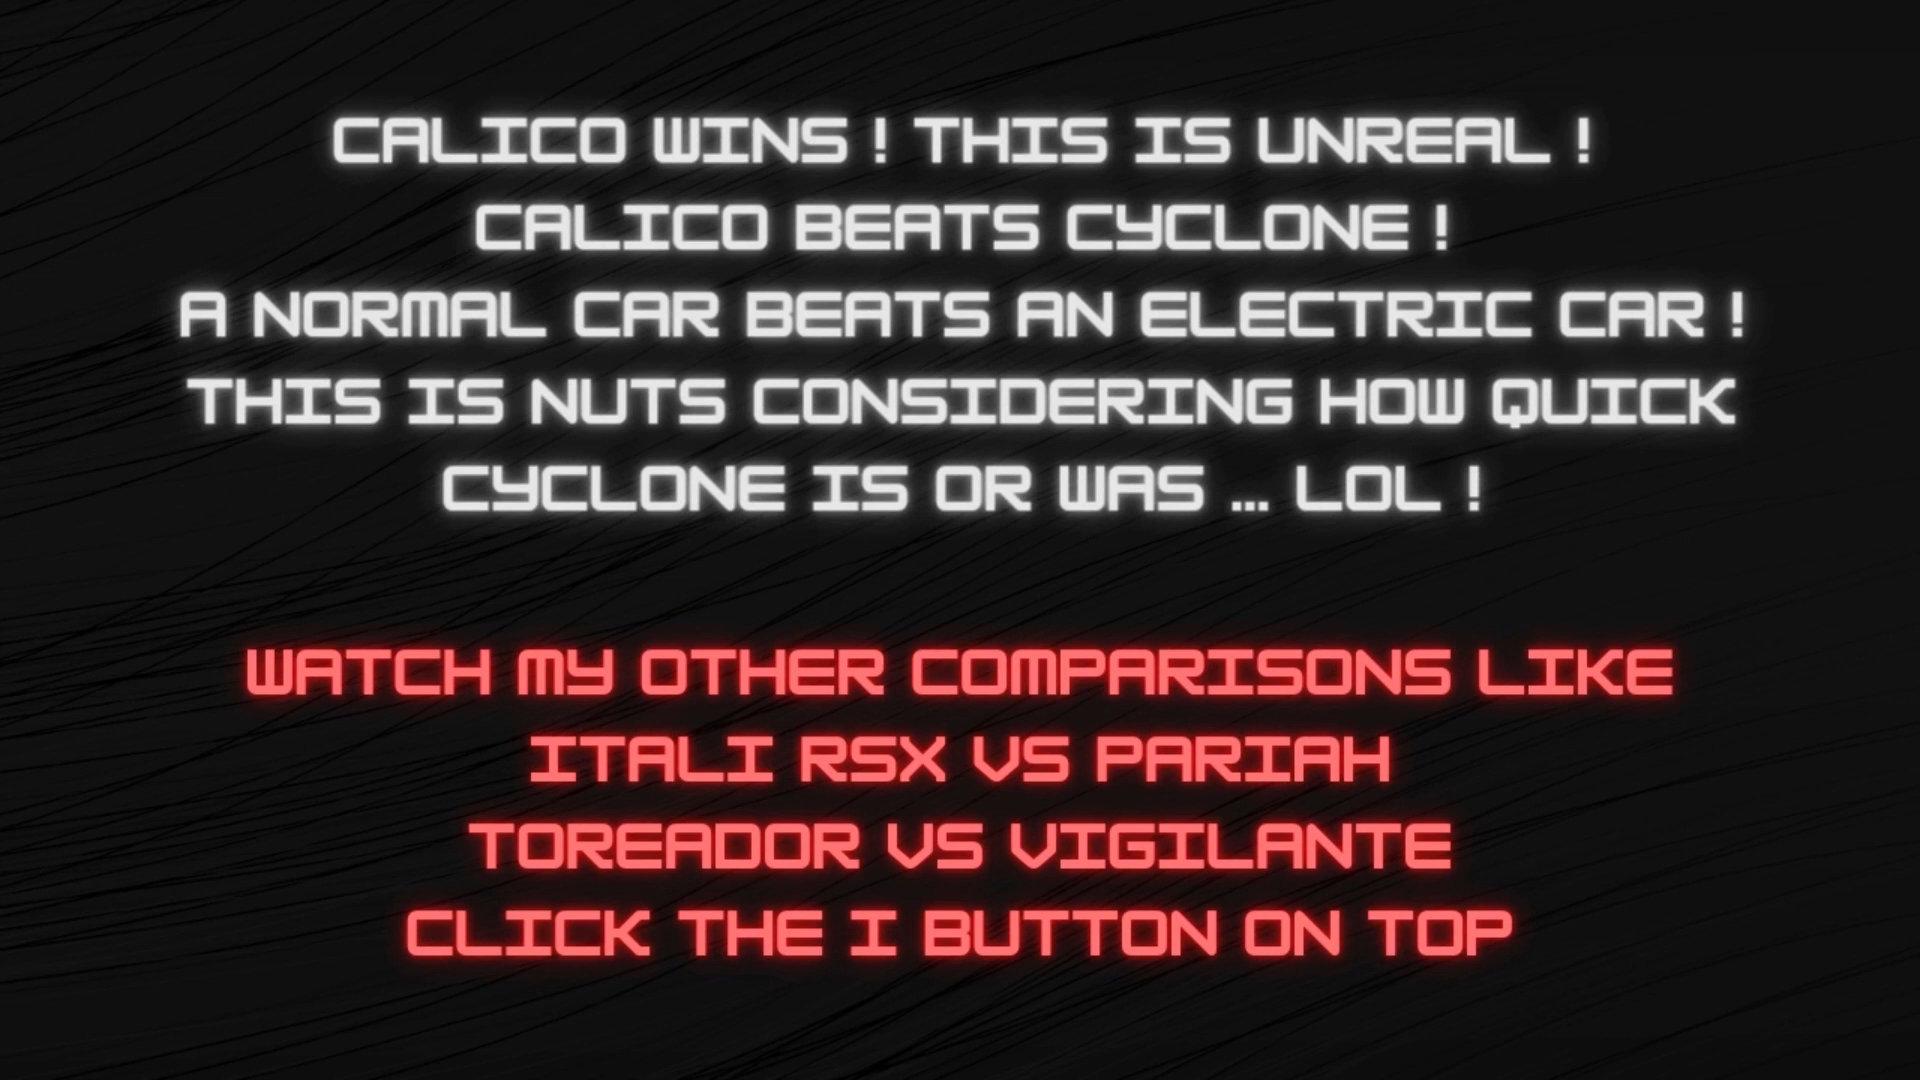 CALICO WINS ! THIS IS UNREAL !
CALICO BEATS CYCLONE !
A NORMAL CAR BEATS AN ELECTRIC CAR !
THIS IS NUTS CONSIDERING HOW QUICK
CYCLONE IS OR WAS ... LOL !
WATCH MY OTHER COMPARISONS LIKE
ITALI RSX VS PARIAH
TOREADOR VS VIGILANTE
CLICK THE I BUTTON ON TOP